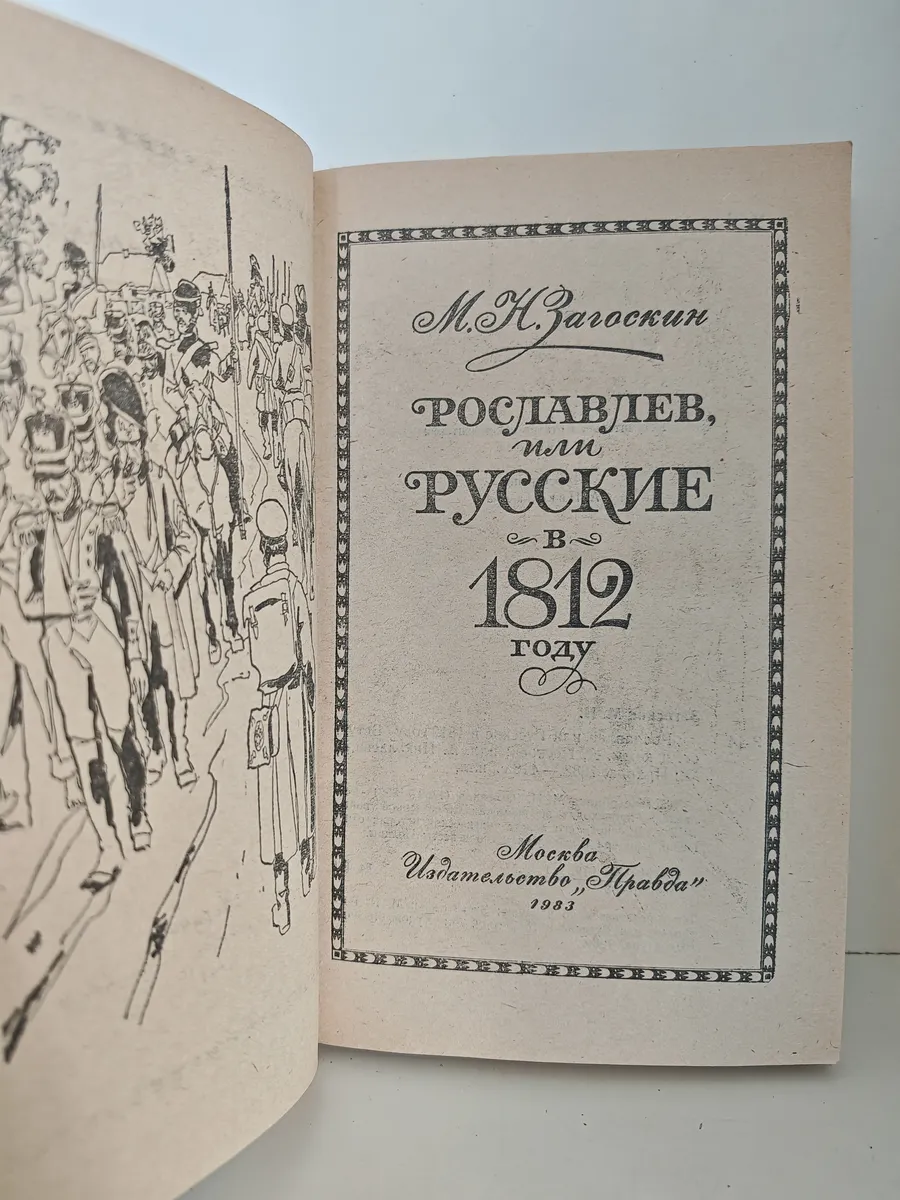 М. Н. Загоскин
РОСЛАВЛЕВ,
или
РУССКИЕ
в
1812
году
Москва
Издательство „Правда"
1983